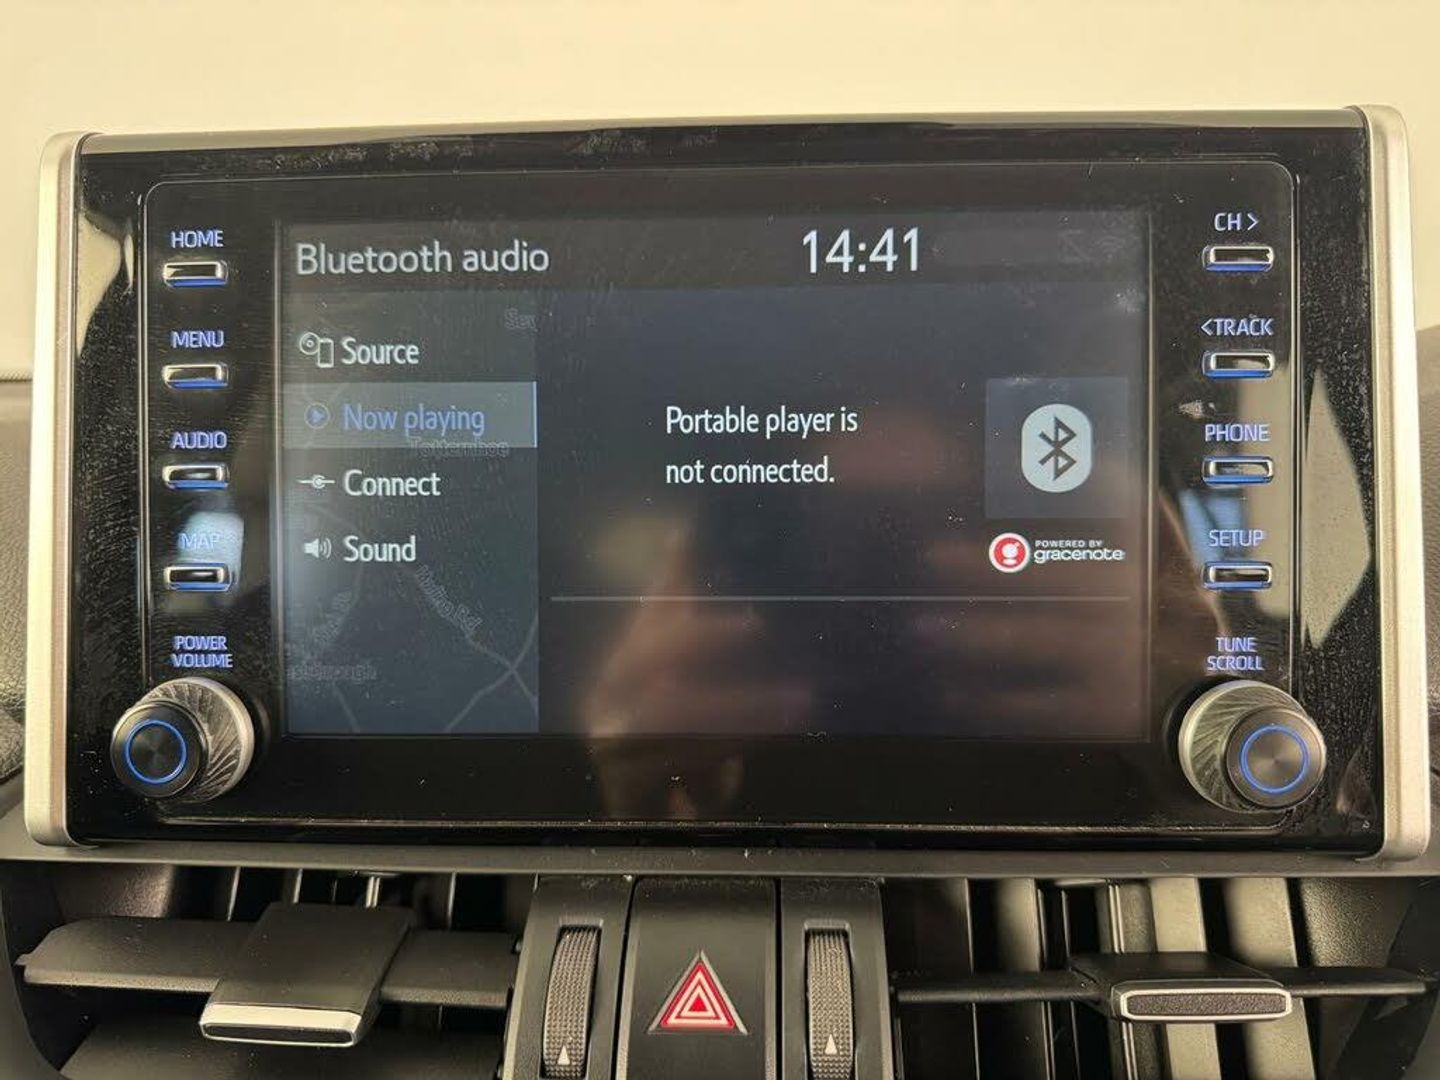 HOME
MENU
AUDIO
MAP
POWER
VOLUME
Bluetooth audio
14:41
Source
Now playing
Totternhoe
Connect
Sound
Portable player is
not connected.
POWERED BY
gracenote
CH >
<TRACK
PHONE
SETUP
TUNE
SCROLL